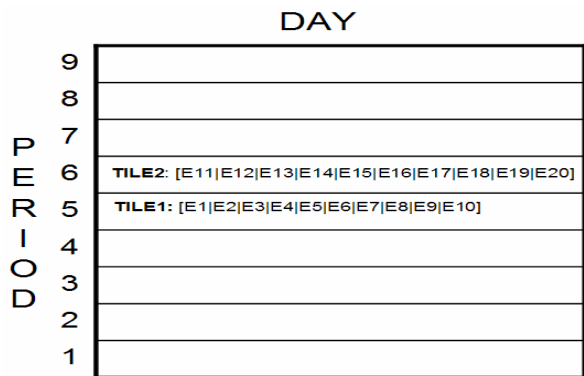 DAY
PERIOD
9
8
7
6 TILE2: [E11|E12|E13|E14|E15|E16|E17|E18|E19|E20]
5 TILE1: [E1|E2|E3|E4|E5|E6|E7|E8|E9|E10]
4
3
2
1